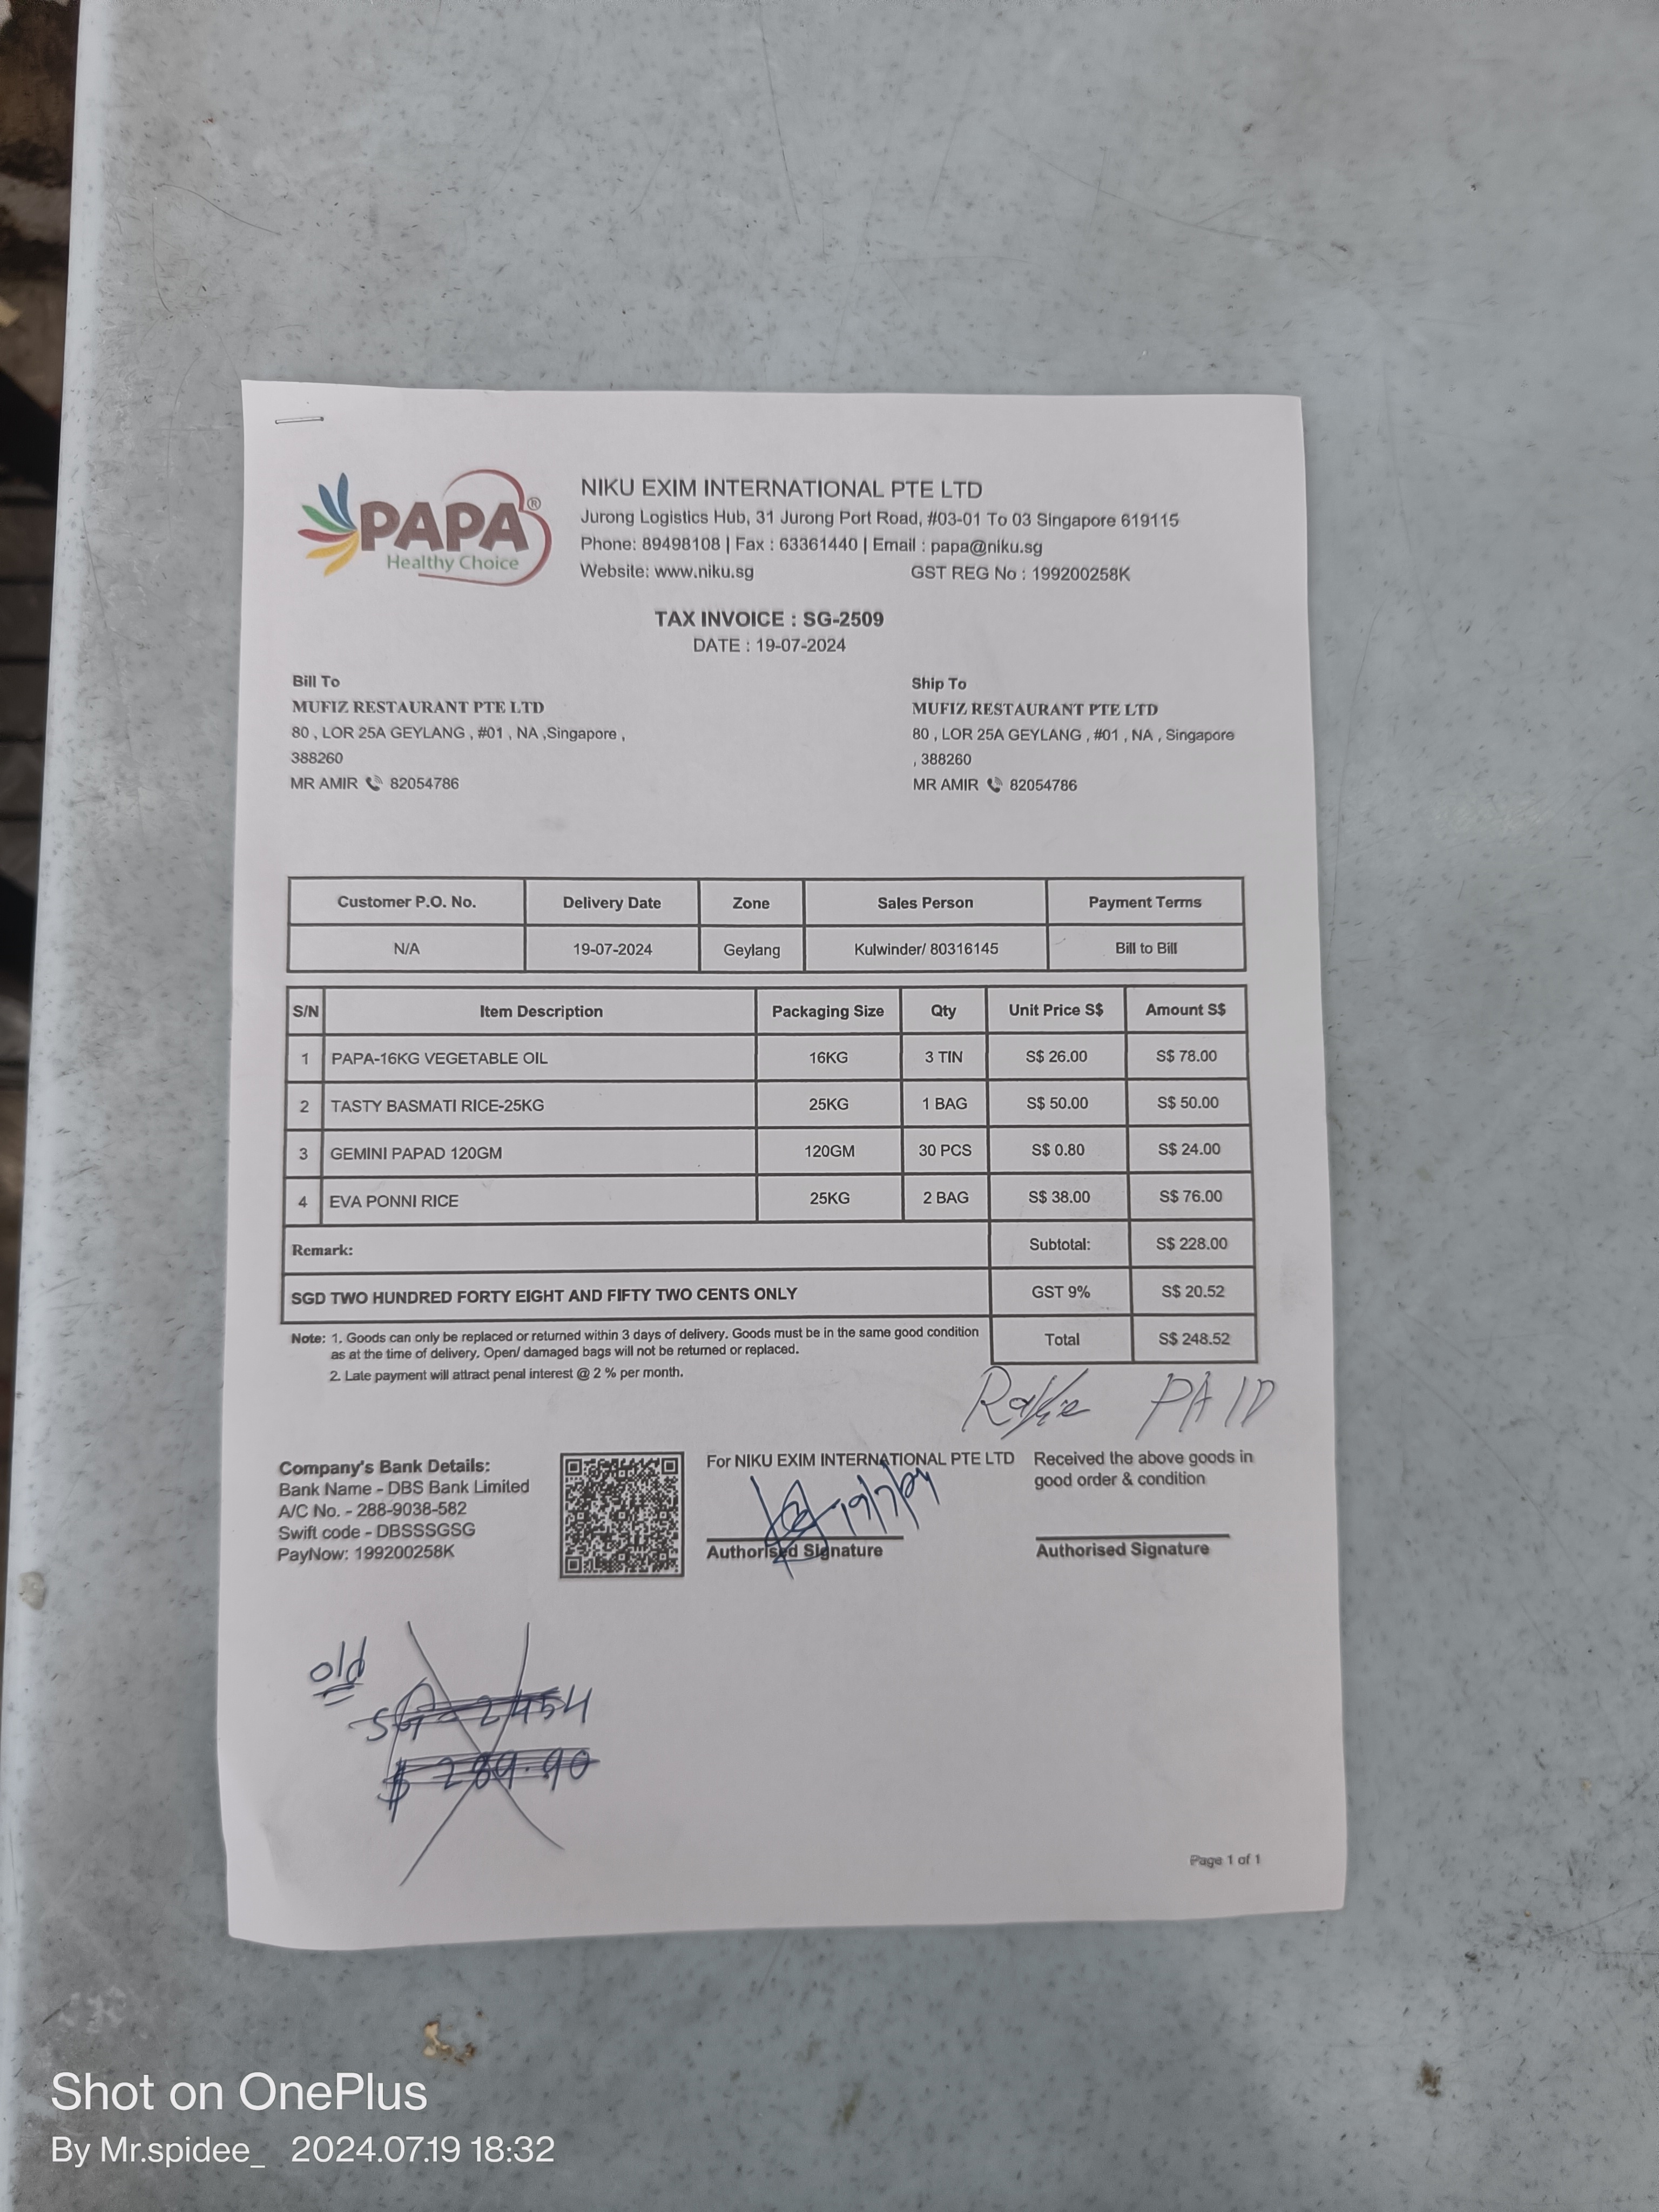 PAPA®
Healthy Choice
NIKU EXIM INTERNATIONAL PTE LTD
Jurong Logistics Hub, 31 Jurong Port Road, #03-01 To 03 Singapore 619115
Phone: 89498108 | Fax : 63361440 | Email : papa@niku.sg
Website: www.niku.sg GST REG No : 199200258K
TAX INVOICE : SG-2509
DATE : 19-07-2024
Bill To
MUFIZ RESTAURANT PTE LTD
80 , LOR 25A GEYLANG , #01 , NA ,Singapore ,
388260
MR AMIR 82054786
Ship To
MUFIZ RESTAURANT PTE LTD
80 , LOR 25A GEYLANG , #01 , NA , Singapore
, 388260
MR AMIR 82054786
Customer P.O. No. Delivery Date Zone Sales Person Payment Terms
N/A 19-07-2024 Geylang Kulwinder/ 80316145 Bill to Bill
S/N Item Description Packaging Size Qty Unit Price S$ Amount S$
1 PAPA-16KG VEGETABLE OIL 16KG 3 TIN S$ 26.00 S$ 78.00
2 TASTY BASMATI RICE-25KG 25KG 1 BAG S$ 50.00 S$ 50.00
3 GEMINI PAPAD 120GM 120GM 30 PCS S$ 0.80 S$ 24.00
4 EVA PONNI RICE 25KG 2 BAG S$ 38.00 S$ 76.00
Remark: Subtotal: S$ 228.00
SGD TWO HUNDRED FORTY EIGHT AND FIFTY TWO CENTS ONLY GST 9% S$ 20.52
Total S$ 248.52
Note: 1. Goods can only be replaced or returned within 3 days of delivery. Goods must be in the same good condition
as at the time of delivery. Open/ damaged bags will not be returned or replaced.
2. Late payment will attract penal interest @ 2 % per month.
PAID
Company's Bank Details:
Bank Name - DBS Bank Limited
A/C No. - 288-9038-582
Swift code - DBSSSGSG
PayNow: 199200258K
For NIKU EXIM INTERNATIONAL PTE LTD
19/7/24
Authorised Signature
Received the above goods in
good order & condition
Authorised Signature
old
SG-2454
$ 289.90
Page 1 of 1
Shot on OnePlus
By Mr.spidee_ 2024.07.19 18:32